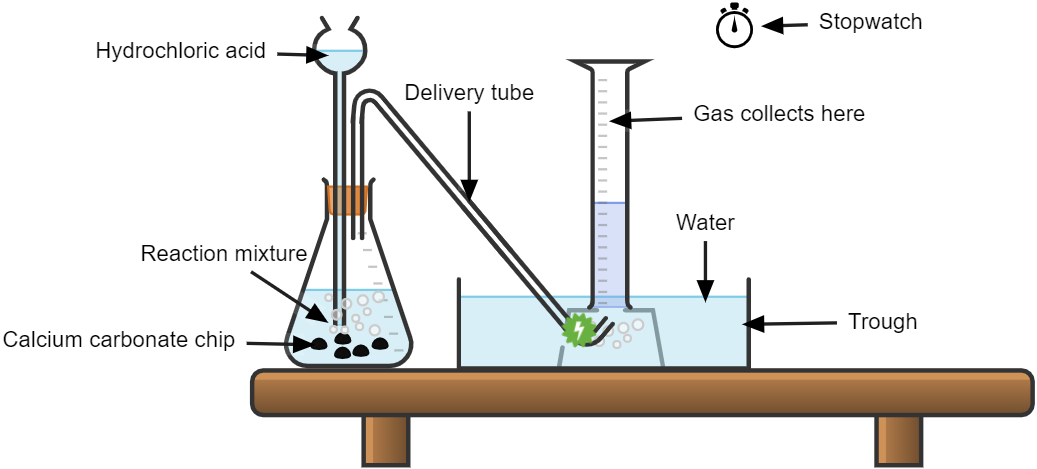 Stopwatch
Hydrochloric acid
Delivery tube
Gas collects here
Water
Reaction mixture
Trough
Calcium carbonate chip